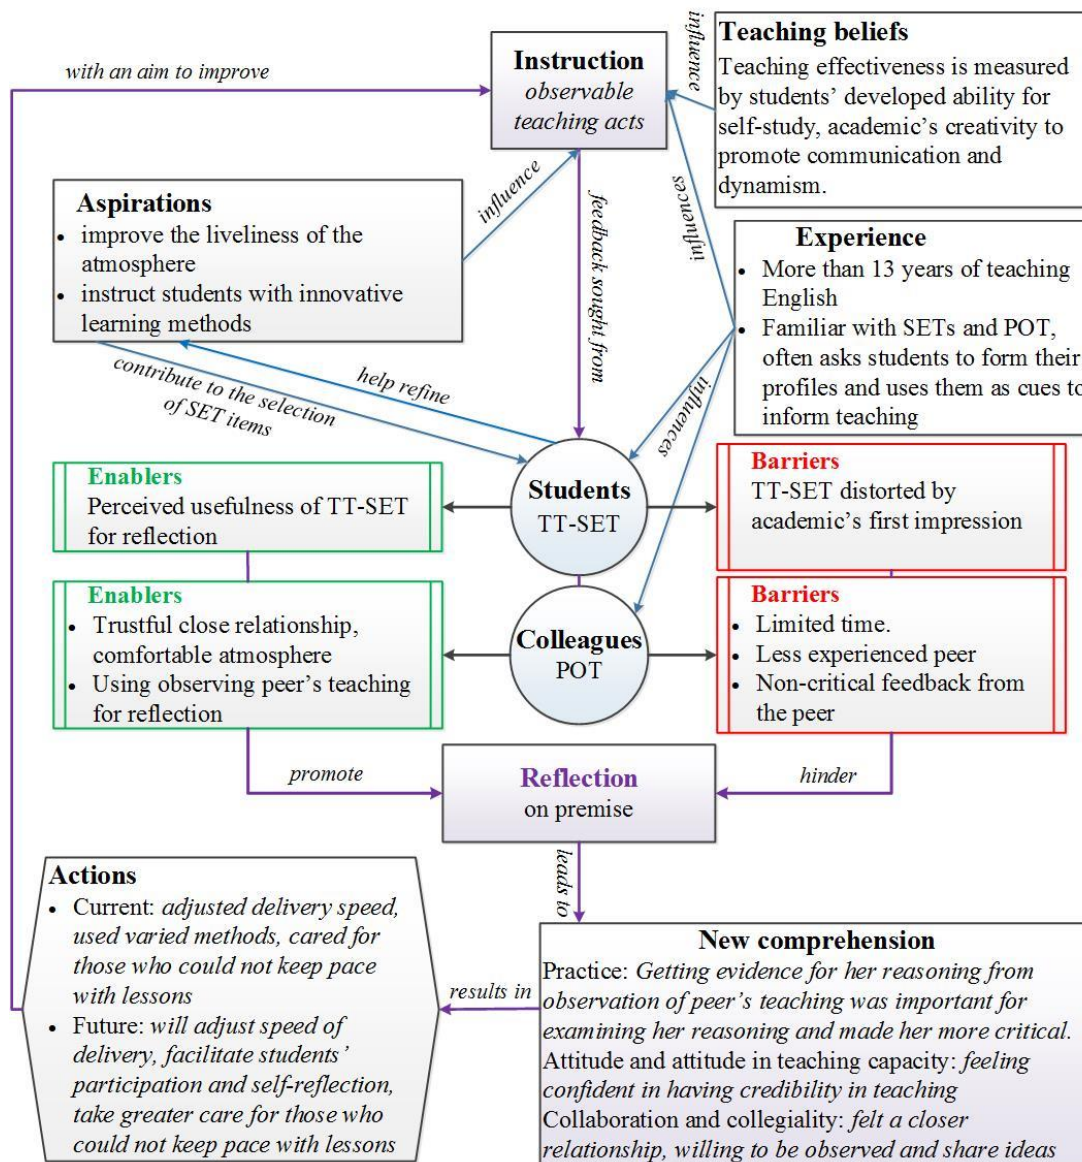 with an aim to improve
Instruction
observable
teaching acts
influence
Teaching beliefs
Teaching effectiveness is measured
by students' developed ability for
self-study, academic's creativity to
promote communication and
dynamism.
Aspirations
• improve the liveliness of the
atmosphere
• instruct students with innovative
learning methods
influence
feedback sought from
influences
Experience
• More than 13 years of teaching
English
• Familiar with SETs and POT,
often asks students to form their
profiles and uses them as cues to
inform teaching
contribute to the selection
of SET items
help refine
influences
Enablers
Perceived usefulness of TT-SET
for reflection
Students
TT-SET
Barriers
TT-SET distorted by
academic's first impression
Enablers
• Trustful close relationship,
comfortable atmosphere
• Using observing peer's teaching
for reflection
Colleagues
POT
Barriers
• Limited time.
• Less experienced peer
• Non-critical feedback from
the peer
promote
Reflection
on premise
hinder
leads to
Actions
• Current: adjusted delivery speed,
used varied methods, cared for
those who could not keep pace
with lessons
• Future: will adjust speed of
delivery, facilitate students'
participation and self-reflection,
take greater care for those who
could not keep pace with lessons
results in
New comprehension
Practice: Getting evidence for her reasoning from
observation of peer's teaching was important for
examining her reasoning and made her more critical.
Attitude and attitude in teaching capacity: feeling
confident in having credibility in teaching
Collaboration and collegiality: felt a closer
relationship, willing to be observed and share ideas